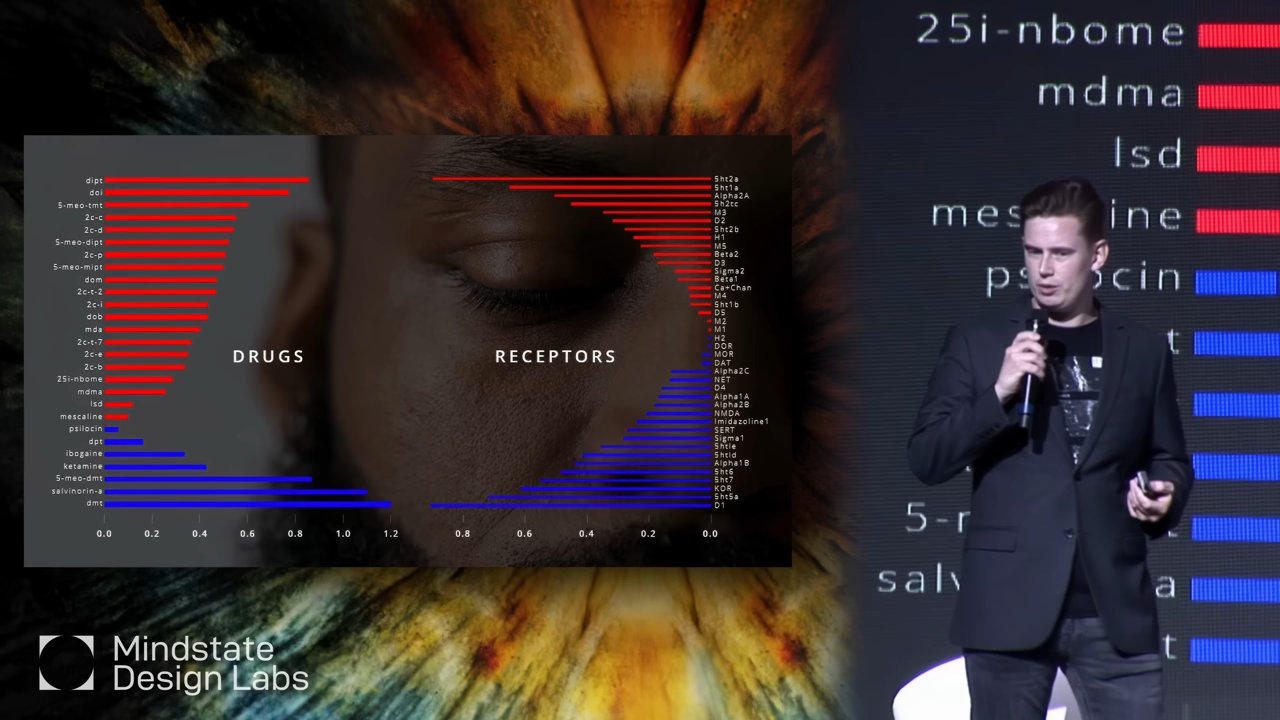 dipt
doi
5-meo-tmt
2c-c
2c-d
5-meo-dipt
2c-p
5-meo-mipt
dom
2c-t-2
2c-i
dob
mda
2c-t-7
2c-e
2c-b
25i-nbome
mdma
lsd
mescaline
psilocin
dpt
ibogaine
ketamine
5-meo-dmt
salvinorin-a
dmt
0.0 0.2 0.4 0.6 0.8 1.0 1.2
DRUGS
RECEPTORS
5ht2a
5ht1a
Alpha2A
5h2tc
M3
D2
5ht2b
H1
M5
Beta2
D3
Sigma2
Beta1
Ca+Chan
M4
5ht1b
D5
M2
M1
H2
DOR
MOR
DAT
Alpha2C
NET
D4
Alpha1A
Alpha2B
NMDA
Imidazoline1
SERT
Sigma1
5ht1e
5ht1d
Alpha1B
5ht6
5ht7
KOR
5ht5a
D1
0.8 0.6 0.4 0.2 0.0
Mindstate
Design Labs
25i-nbome
mdma
lsd
mes ine
ps ocin
t
5-
salv a
t